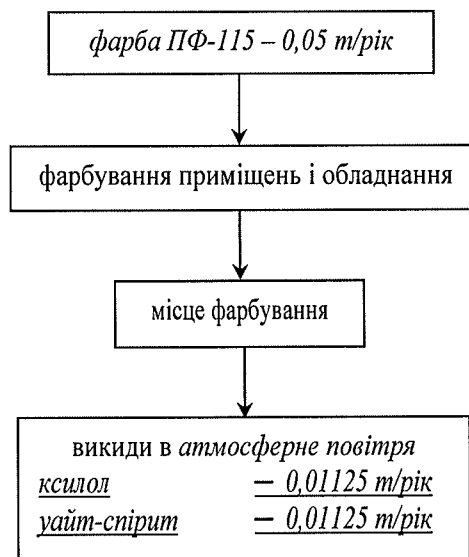 фарба ПФ-115 – 0,05 т/рік
фарбування приміщень і обладнання
місце фарбування
викиди в атмосферне повітря
ксилол – 0,01125 т/рік
уайт-спірит – 0,01125 т/рік